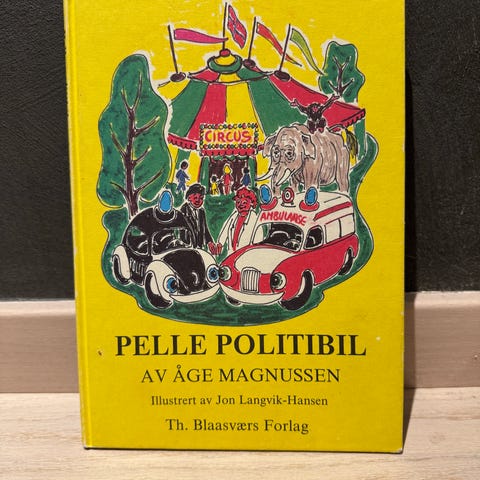 CIRCUS
AMBULANSE
PELLE POLITIBIL
AV ÅGE MAGNUSSEN
Illustrert av Jon Langvik-Hansen
Th. Blaasværs Forlag